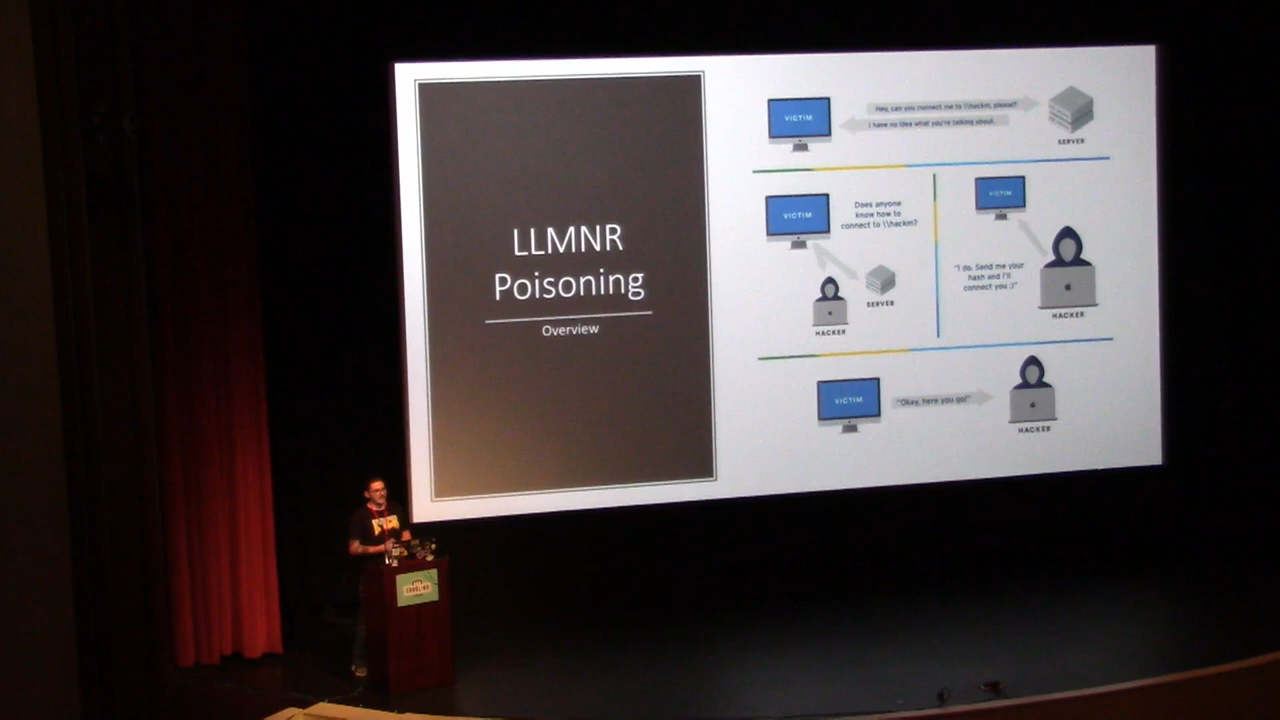 LLMNR
Poisoning
Overview
VICTIM
Hey, can you connect me to \\hackm, please?
I have no idea what you're talking about.
SERVER
VICTIM
Does anyone
know how to
connect to \\hackm?
HACKER
SERVER
VICTIM
"I do. Send me your
hash and I'll
connect you :)"
HACKER
VICTIM
"Okay, here you go!"
HACKER
CAROLINA